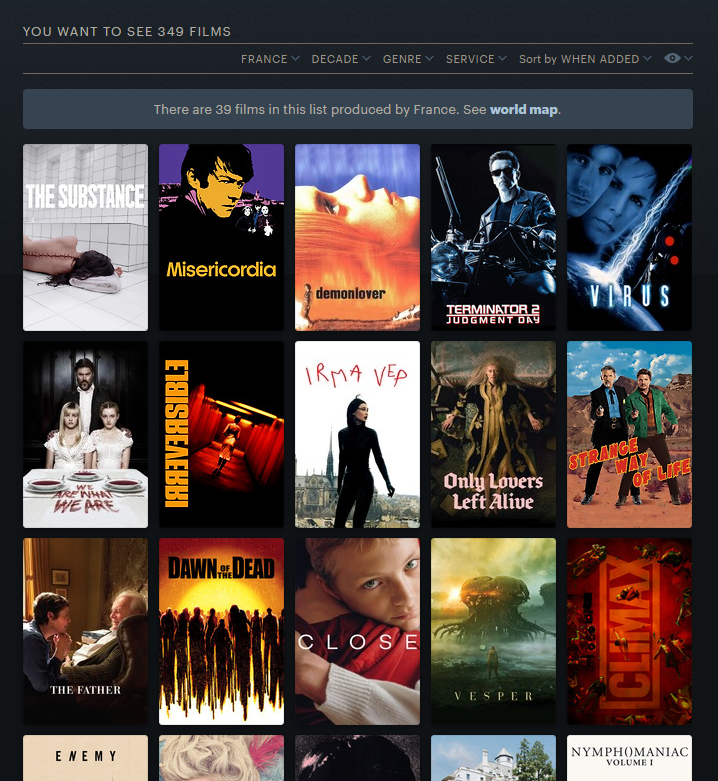 YOU WANT TO SEE 349 FILMS
FRANCE DECADE GENRE SERVICE Sort by WHEN ADDED
There are 39 films in this list produced by France. See world map.
THE SUBSTANCE
Misericordia
demonlover
TERMINATOR 2
JUDGMENT DAY
VIRUS
WE
ARE WHAT
WE ARE
IRREVERSIBLE
IRMA VEP
Only Lovers
Left Alive
STRANGE
WAY
OF LIFE
THE FATHER
DAWN OF THE DEAD
CLOSE
VESPER
CLIMAX
ENEMY
NYMPH()MANIAC
VOLUME I